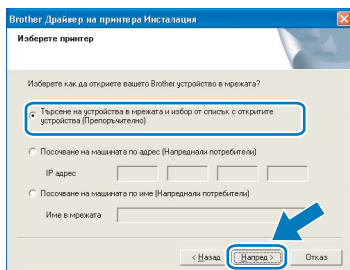 Brother Драйвер на принтера Инсталация
Изберете принтер
Изберете как да откриете вашето Brother устройство в мрежата?
Търсене на устройства в мрежата и избор от списък с откритите
устройства (Препоръчително)
Посочване на машината по адрес (Напреднали потребители)
IP адрес
Посочване на машината по име (Напреднали потребители)
Име в мрежата
< Назад
Напред >
Отказ